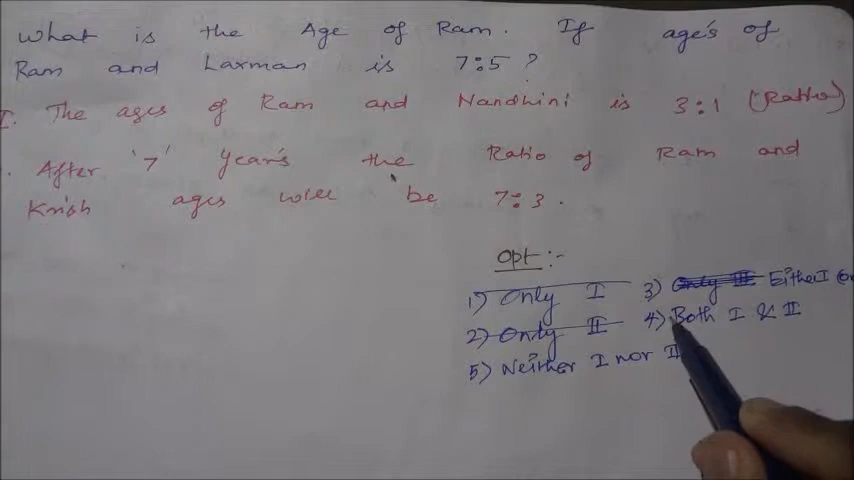 What is the Age of Ram. If age's of
Ram and Laxman is 7:5 ?
I. The ages of Ram and Nandhini is 3:1 (Ratio)
. After '7' Year's the Ratio of Ram and
Krish ages will be 7:3.
Opt:-
1) Only I 3) Only III Either I (or
2) Only II 4) Both I & II
5) Neither I nor II